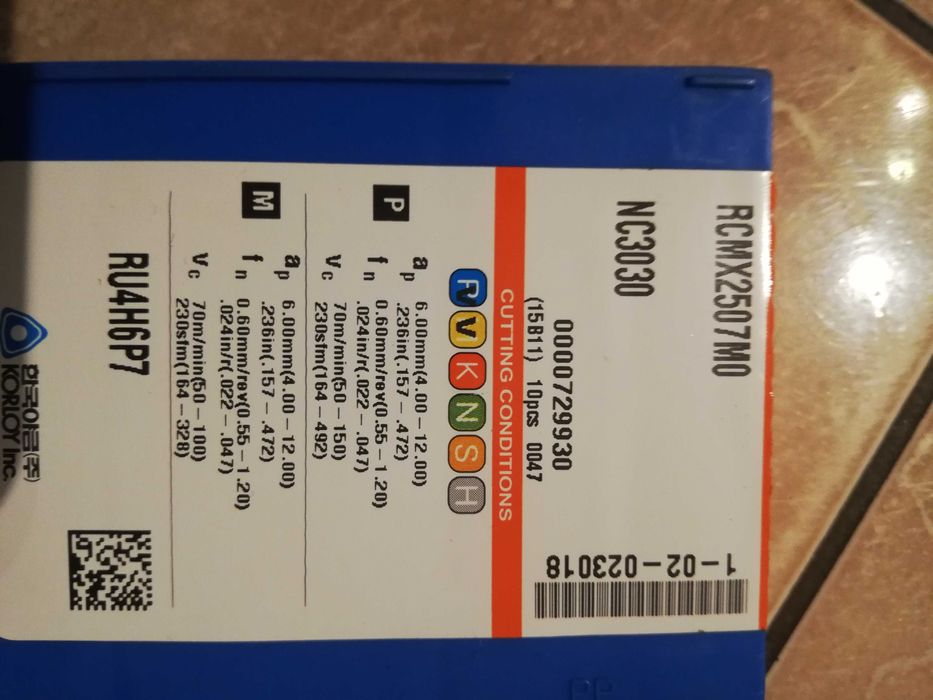 RCMX2507M0
NC3030
0000729930
(15B11) 10pcs 0047
1-02-023018
CUTTING CONDITIONS
P M K N S H
P
ap 6.00mm(4.00-12.00)
.236in(.157-.472)
fn 0.60mm/rev(0.55-1.20)
.024in/r(.022-.047)
vc 70m/min(50-150)
230sfm(164-492)
M
ap 6.00mm(4.00-12.00)
.236in(.157-.472)
fn 0.60mm/rev(0.55-1.20)
.024in/r(.022-.047)
vc 70m/min(50-100)
230sfm(164-328)
RU4H6P7
한국야금(주)
KORLOY Inc.